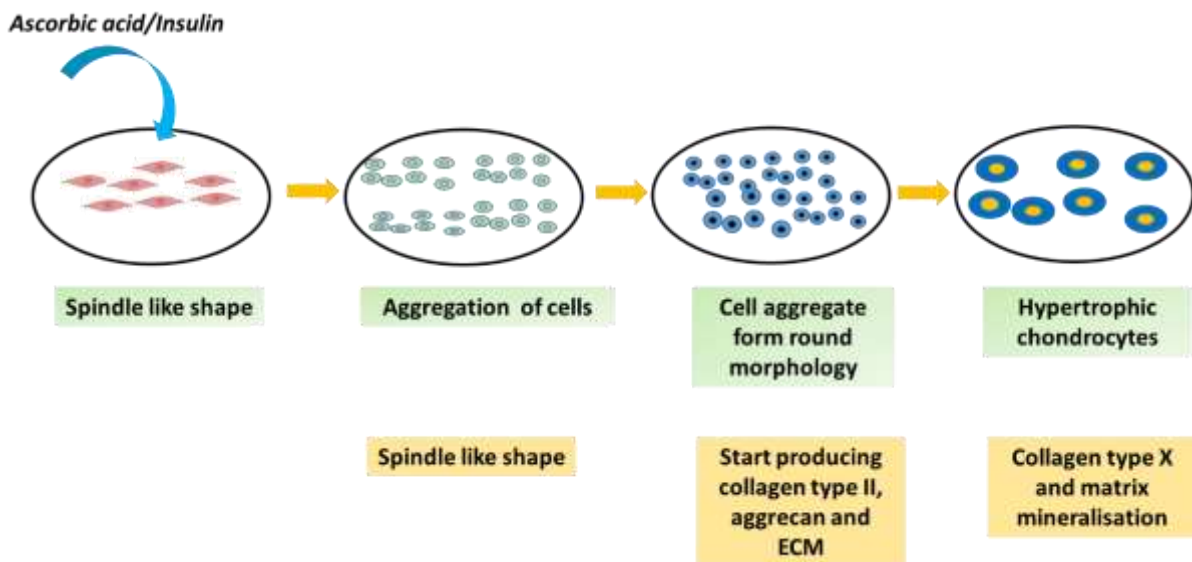 Ascorbic acid/Insulin
Spindle like shape
Aggregation of cells
Cell aggregate
form round
morphology
Hypertrophic
chondrocytes
Spindle like shape
Start producing
collagen type II,
aggrecan and
ECM
Collagen type X
and matrix
mineralisation